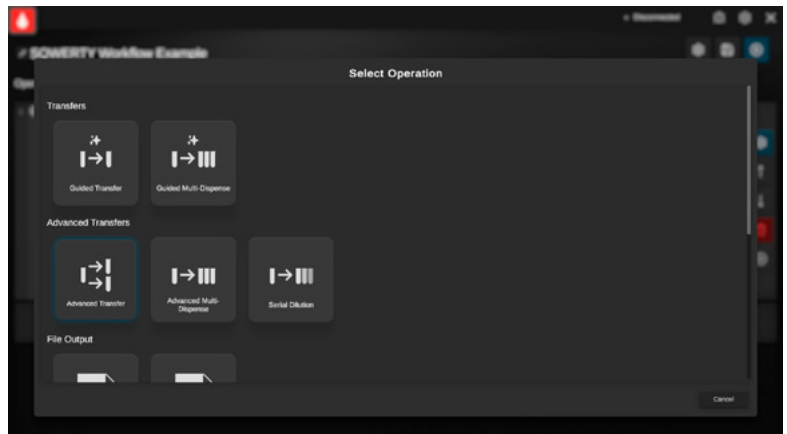 Disconnected
SOWERTY Workflow Example
Select Operation
Transfers
Guided Transfer
Guided Multi-Dispense
Advanced Transfers
Advanced Transfer
Advanced Multi-
Dispense
Serial Dilution
File Output
Cancel